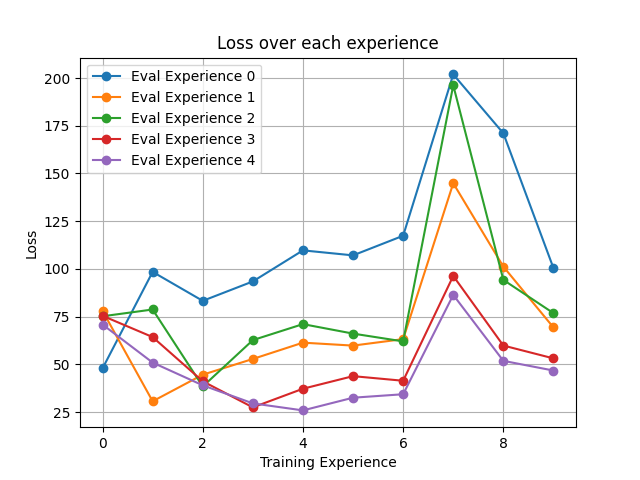 Loss over each experience
Eval Experience 0
Eval Experience 1
Eval Experience 2
Eval Experience 3
Eval Experience 4
200
175
150
125
100
75
50
25
Loss
0 2 4 6 8
Training Experience